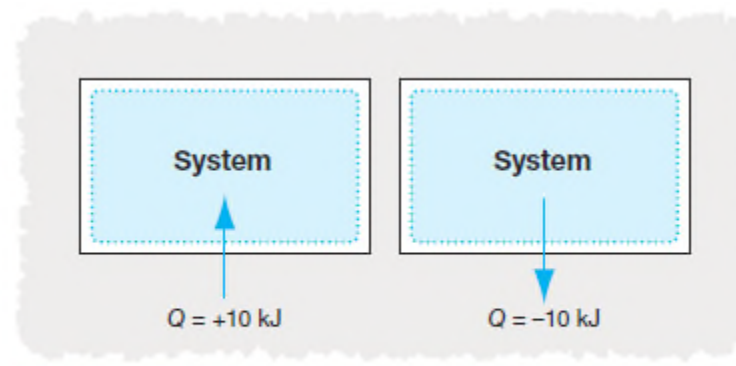 System
System
Q = +10 kJ
Q = –10 kJ